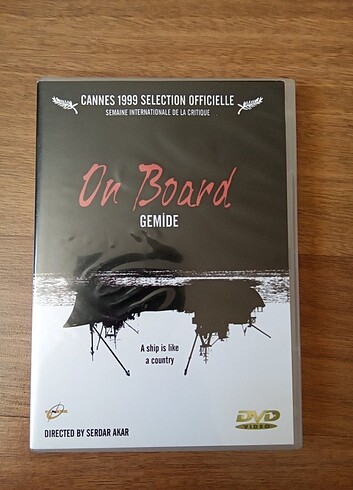 CANNES 1999 SELECTION OFFICIELLE
SEMAINE INTERNATIONALE DE LA CRITIQUE
On Board
GEMİDE
A ship is like
a country
DVD
VIDEO
DIRECTED BY SERDAR AKAR